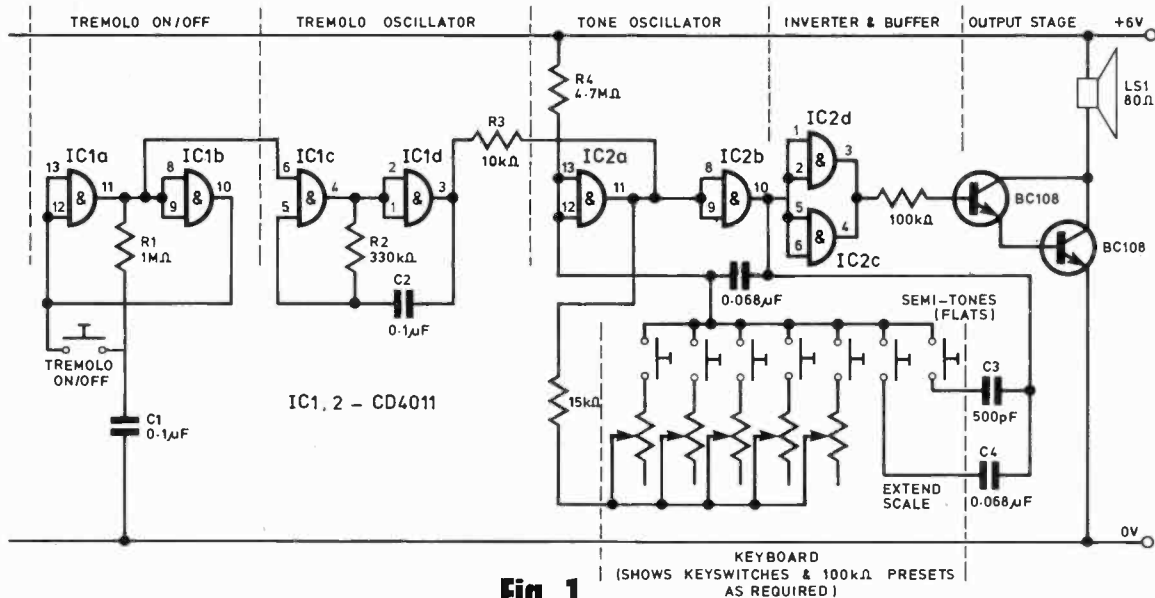 TREMOLO ON/OFF
TREMOLO OSCILLATOR
TONE OSCILLATOR
INVERTER & BUFFER
OUTPUT STAGE
+6V
R4
4·7MΩ
LS1
80Ω
IC1a
13
12
&
11
IC1b
8
9
&
10
IC1c
6
5
&
4
IC1d
2
1
&
3
R3
10kΩ
IC2a
13
12
&
11
IC2b
8
9
&
10
IC2d
1
2
&
3
5
6
&
4
IC2c
100kΩ
BC108
BC108
R1
1MΩ
R2
330kΩ
C2
0·1µF
0·068µF
SEMI-TONES
(FLATS)
TREMOLO
ON/OFF
C1
0·1µF
IC1, 2 – CD4011
15kΩ
C3
500pF
C4
0·068µF
EXTEND
SCALE
0V
KEYBOARD
(SHOWS KEYSWITCHES & 100kΩ PRESETS
AS REQUIRED)
Fig. 1